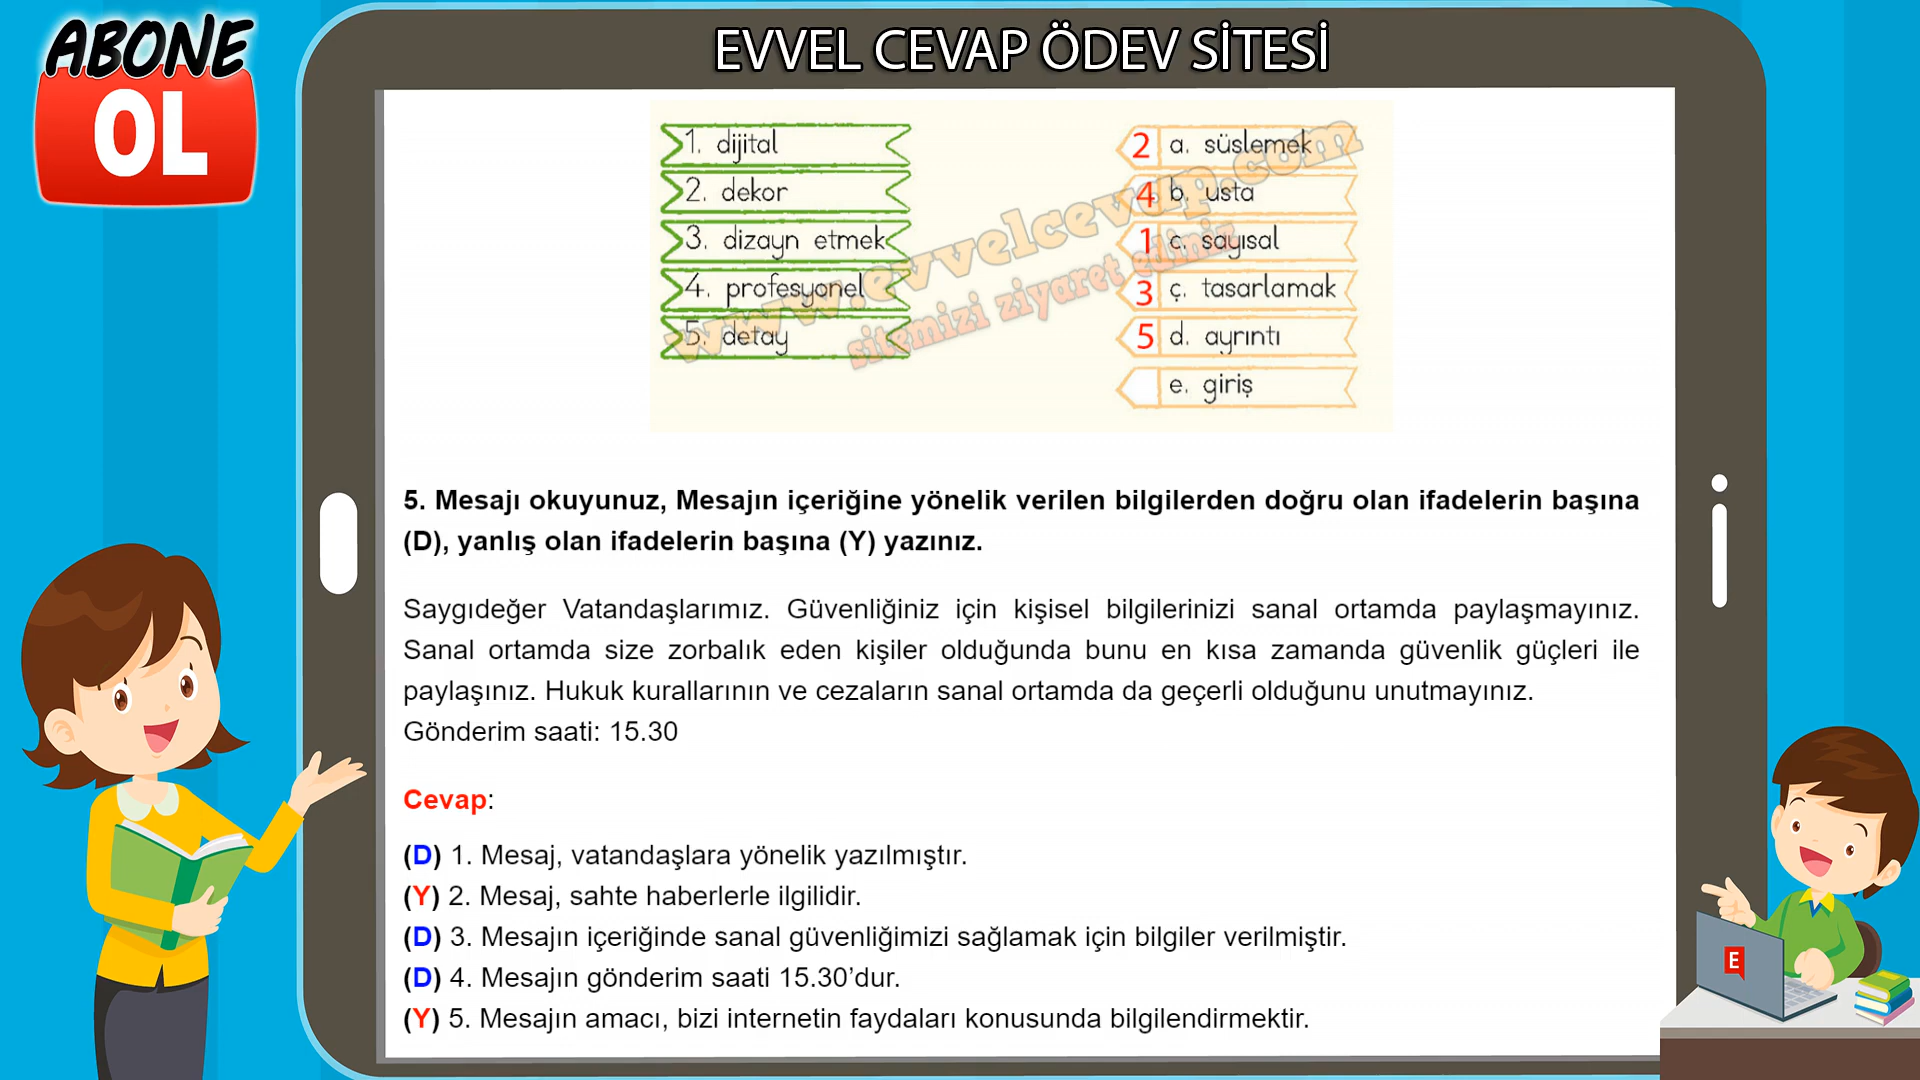 ABONE
OL
EVVEL CEVAP ÖDEV SİTESİ
1. dijital
2. dekor
3. dizayn etmek
4. profesyonel
5. detay
2 a. süslemek
4 b. usta
1 c. sayısal
3 ç. tasarlamak
5 d. ayrıntı
e. giriş
www.evvelcevap.com
sitemizi ziyaret ediniz
5. Mesajı okuyunuz, Mesajın içeriğine yönelik verilen bilgilerden doğru olan ifadelerin başına
(D), yanlış olan ifadelerin başına (Y) yazınız.
Saygıdeğer Vatandaşlarımız. Güvenliğiniz için kişisel bilgilerinizi sanal ortamda paylaşmayınız.
Sanal ortamda size zorbalık eden kişiler olduğunda bunu en kısa zamanda güvenlik güçleri ile
paylaşınız. Hukuk kurallarının ve cezaların sanal ortamda da geçerli olduğunu unutmayınız.
Gönderim saati: 15.30
Cevap:
(D) 1. Mesaj, vatandaşlara yönelik yazılmıştır.
(Y) 2. Mesaj, sahte haberlerle ilgilidir.
(D) 3. Mesajın içeriğinde sanal güvenliğimizi sağlamak için bilgiler verilmiştir.
(D) 4. Mesajın gönderim saati 15.30’dur.
(Y) 5. Mesajın amacı, bizi internetin faydaları konusunda bilgilendirmektir.
E